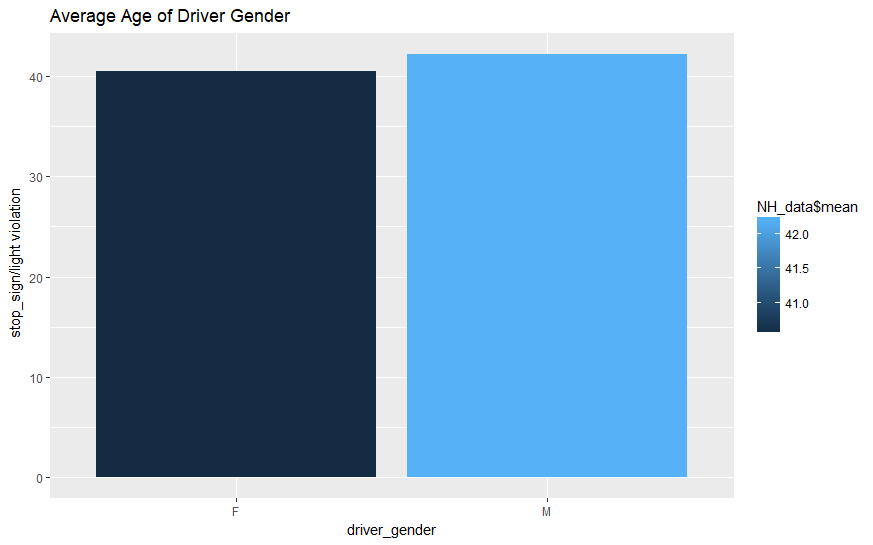 Average Age of Driver Gender
stop_sign/light violation
40
30
20
10
0
F
M
driver_gender
NH_data$mean
42.0
41.5
41.0